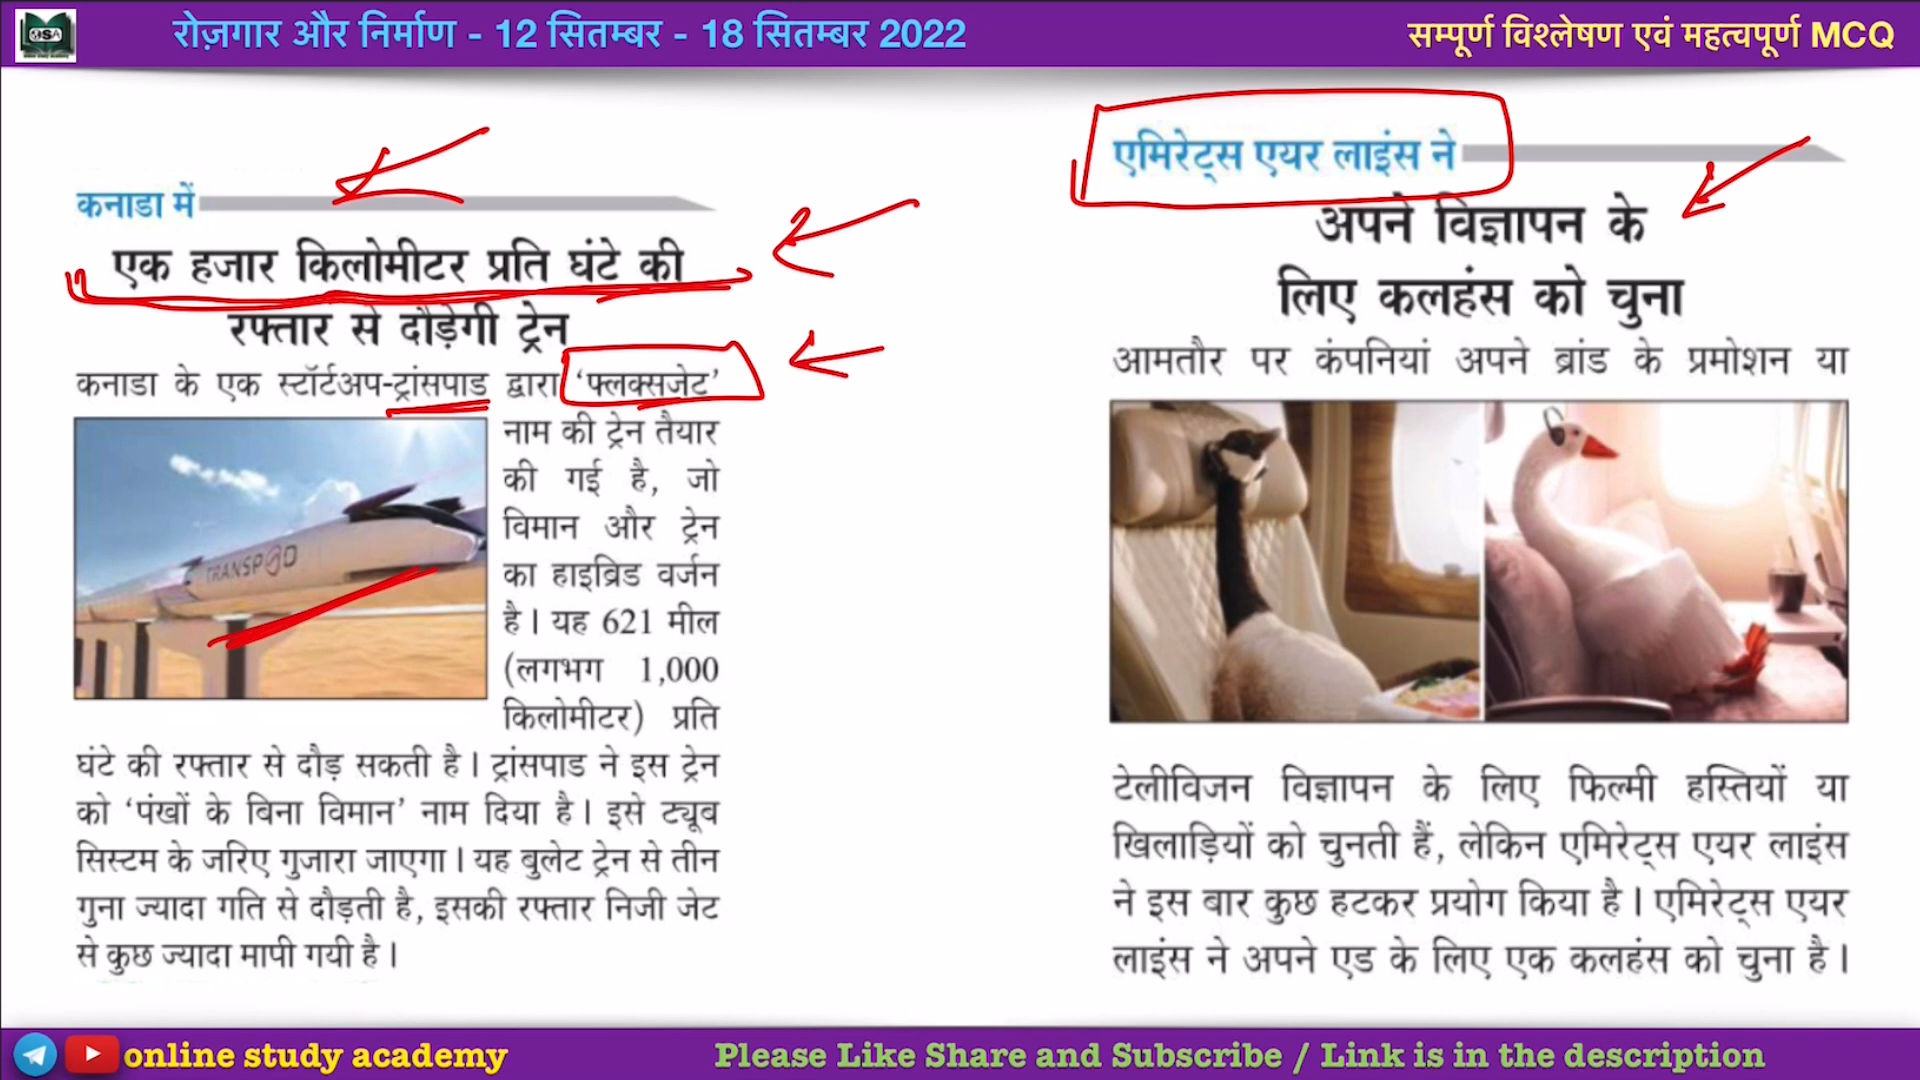 OSA
रोज़गार और निर्माण - 12 सितम्बर - 18 सितम्बर 2022
सम्पूर्ण विश्लेषण एवं महत्वपूर्ण MCQ
कनाडा में
एक हजार किलोमीटर प्रति घंटे की
रफ्तार से दौड़ेगी ट्रेन
कनाडा के एक स्टॉर्टअप-ट्रांसपाड द्वारा ‘फ्लक्सजेट’
नाम की ट्रेन तैयार
की गई है, जो
विमान और ट्रेन
का हाइब्रिड वर्जन
है। यह 621 मील
(लगभग 1,000
किलोमीटर) प्रति
घंटे की रफ्तार से दौड़ सकती है। ट्रांसपाड ने इस ट्रेन
को ‘पंखों के बिना विमान’ नाम दिया है। इसे ट्यूब
सिस्टम के जरिए गुजारा जाएगा। यह बुलेट ट्रेन से तीन
गुना ज्यादा गति से दौड़ती है, इसकी रफ्तार निजी जेट
से कुछ ज्यादा मापी गयी है।
TRANSPOD
एमिरेट्स एयर लाइंस ने
अपने विज्ञापन के
लिए कलहंस को चुना
आमतौर पर कंपनियां अपने ब्रांड के प्रमोशन या
टेलीविजन विज्ञापन के लिए फिल्मी हस्तियों या
खिलाड़ियों को चुनती हैं, लेकिन एमिरेट्स एयर लाइंस
ने इस बार कुछ हटकर प्रयोग किया है। एमिरेट्स एयर
लाइंस ने अपने एड के लिए एक कलहंस को चुना है।
online study academy
Please Like Share and Subscribe / Link is in the description